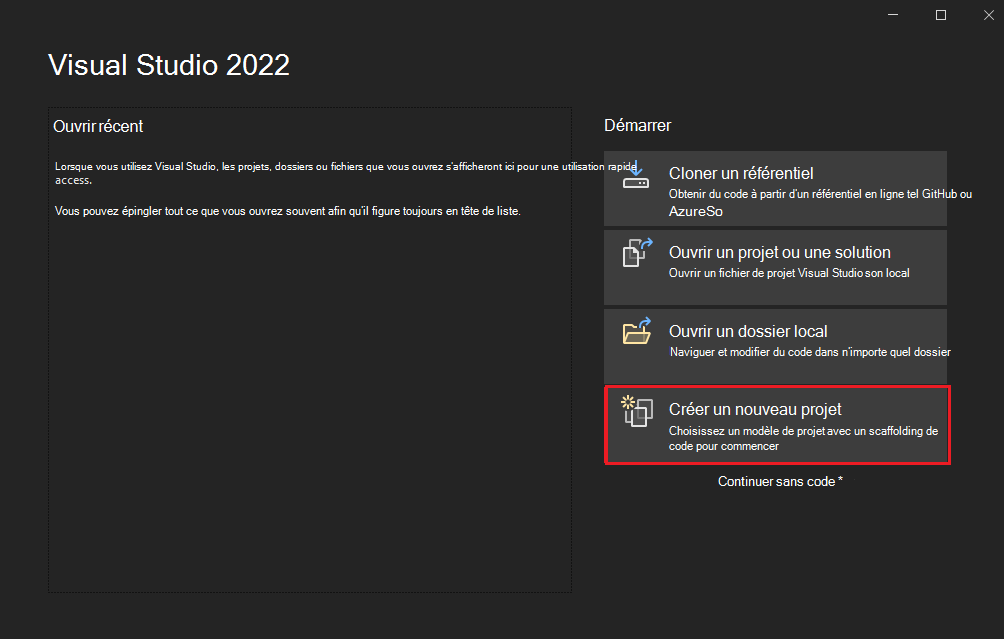 Visual Studio 2022
Ouvrir récent
Lorsque vous utilisez Visual Studio, les projets, dossiers ou fichiers que vous ouvrez s'afficheront ici pour une utilisation rapide
access.
Vous pouvez épingler tout ce que vous ouvrez souvent afin qu'il figure toujours en tête de liste.
Démarrer
Cloner un référentiel
Obtenir du code à partir d'un référentiel en ligne tel GitHub ou
AzureSo
Ouvrir un projet ou une solution
Ouvrir un fichier de projet Visual Studio son local
Ouvrir un dossier local
Naviguer et modifier du code dans n'importe quel dossier
Créer un nouveau projet
Choisissez un modèle de projet avec un scaffolding de
code pour commencer
Continuer sans code *